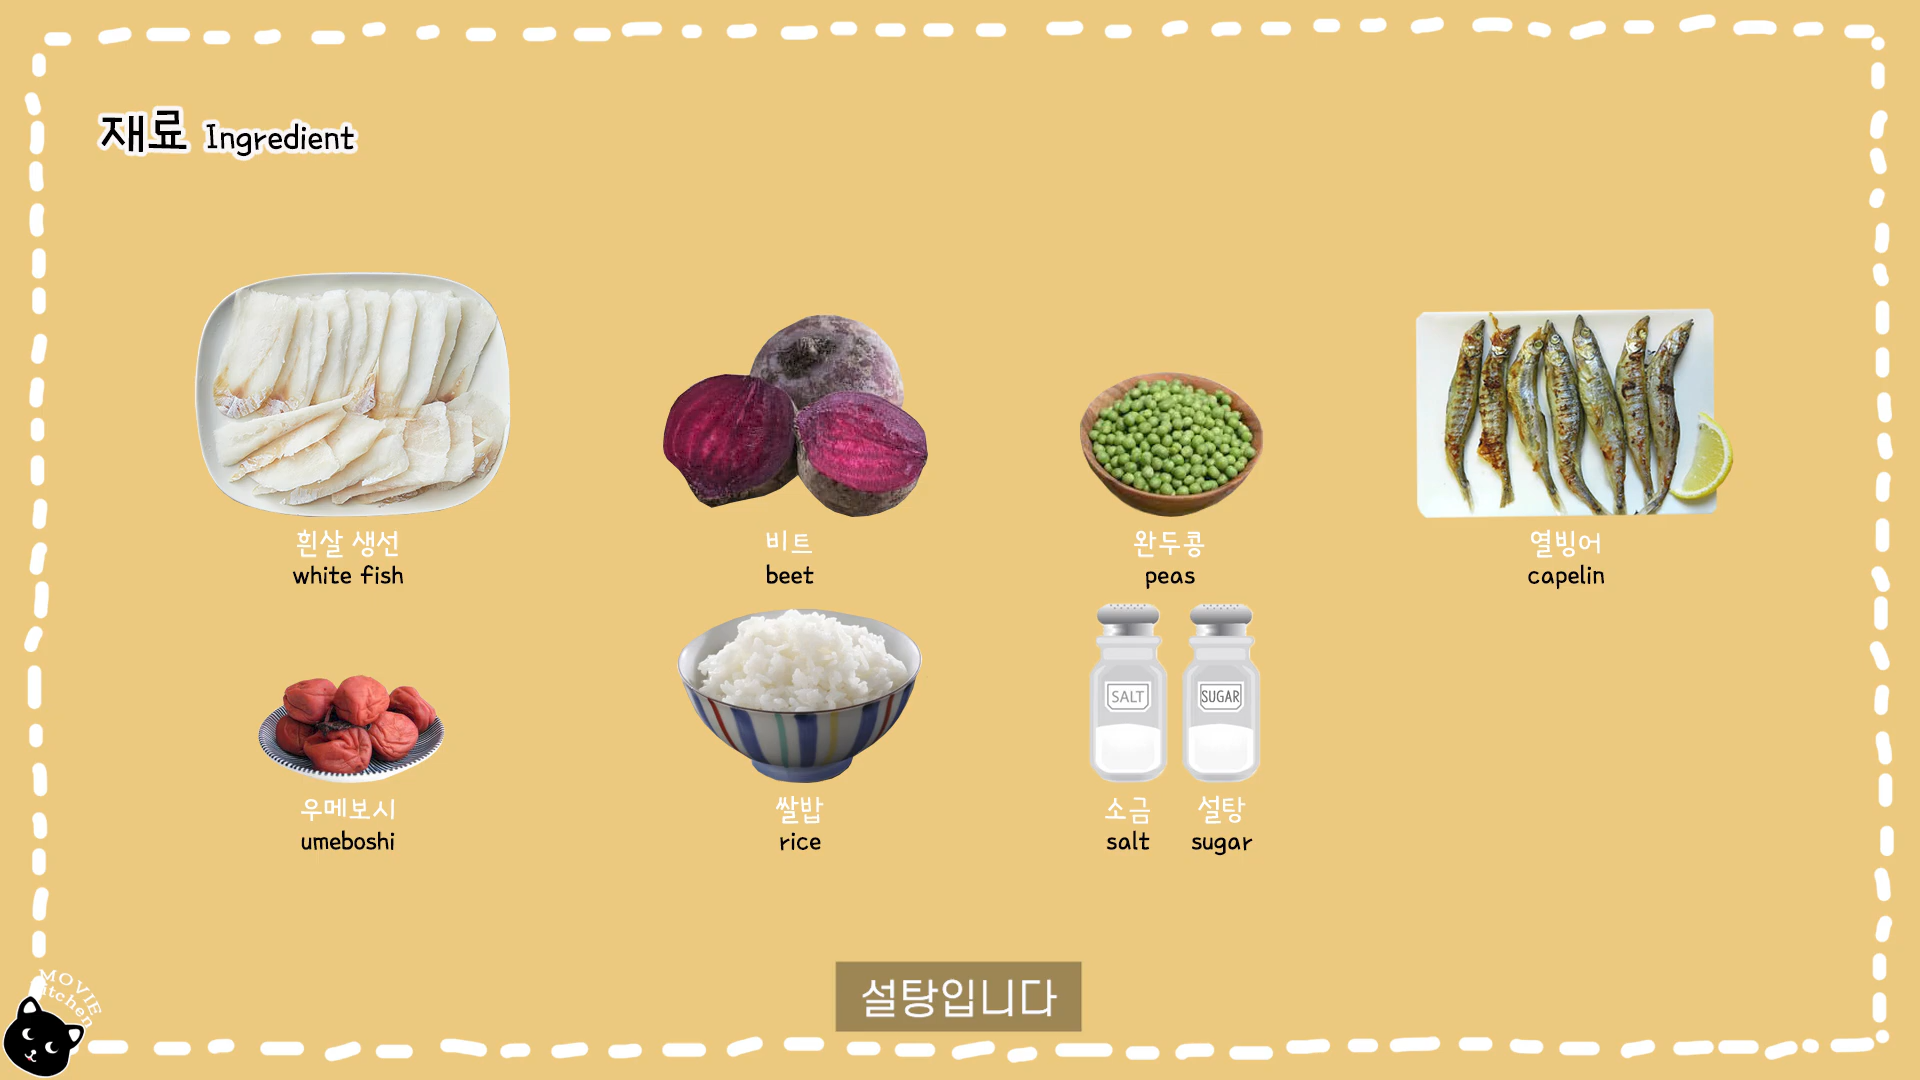 재료 Ingredient
흰살 생선
white fish
비트
beet
완두콩
peas
열빙어
capelin
우메보시
umeboshi
쌀밥
rice
SALT
소금
salt
SUGAR
설탕
sugar
설탕입니다
MOVIE